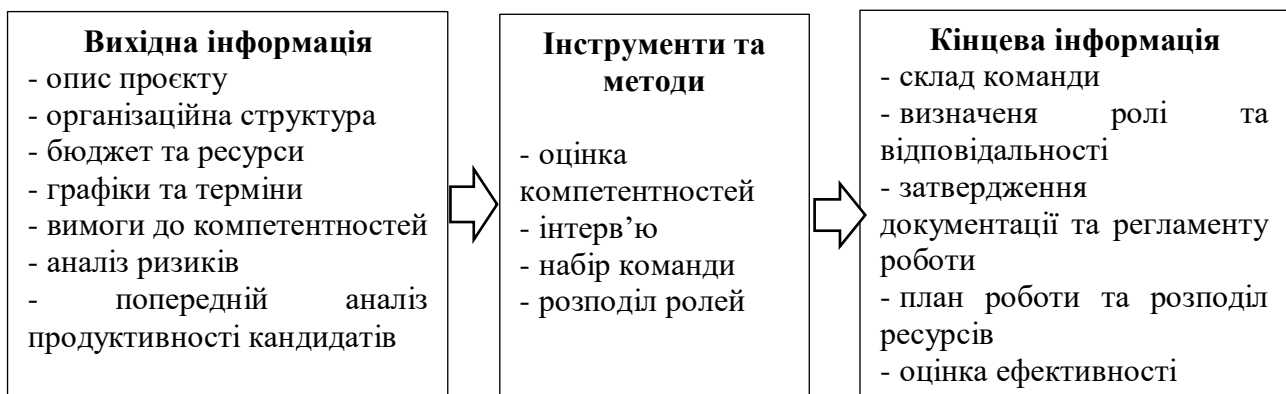 Вихідна інформація
- опис проєкту
- організаційна структура
- бюджет та ресурси
- графіки та терміни
- вимоги до компетентностей
- аналіз ризиків
- попередній аналіз
продуктивності кандидатів
Інструменти та
методи
- оцінка
компетентностей
- інтерв’ю
- набір команди
- розподіл ролей
Кінцева інформація
- склад команди
- визначеня ролі та
відповідальності
- затвердження
документації та регламенту
роботи
- план роботи та розподіл
ресурсів
- оцінка ефективності